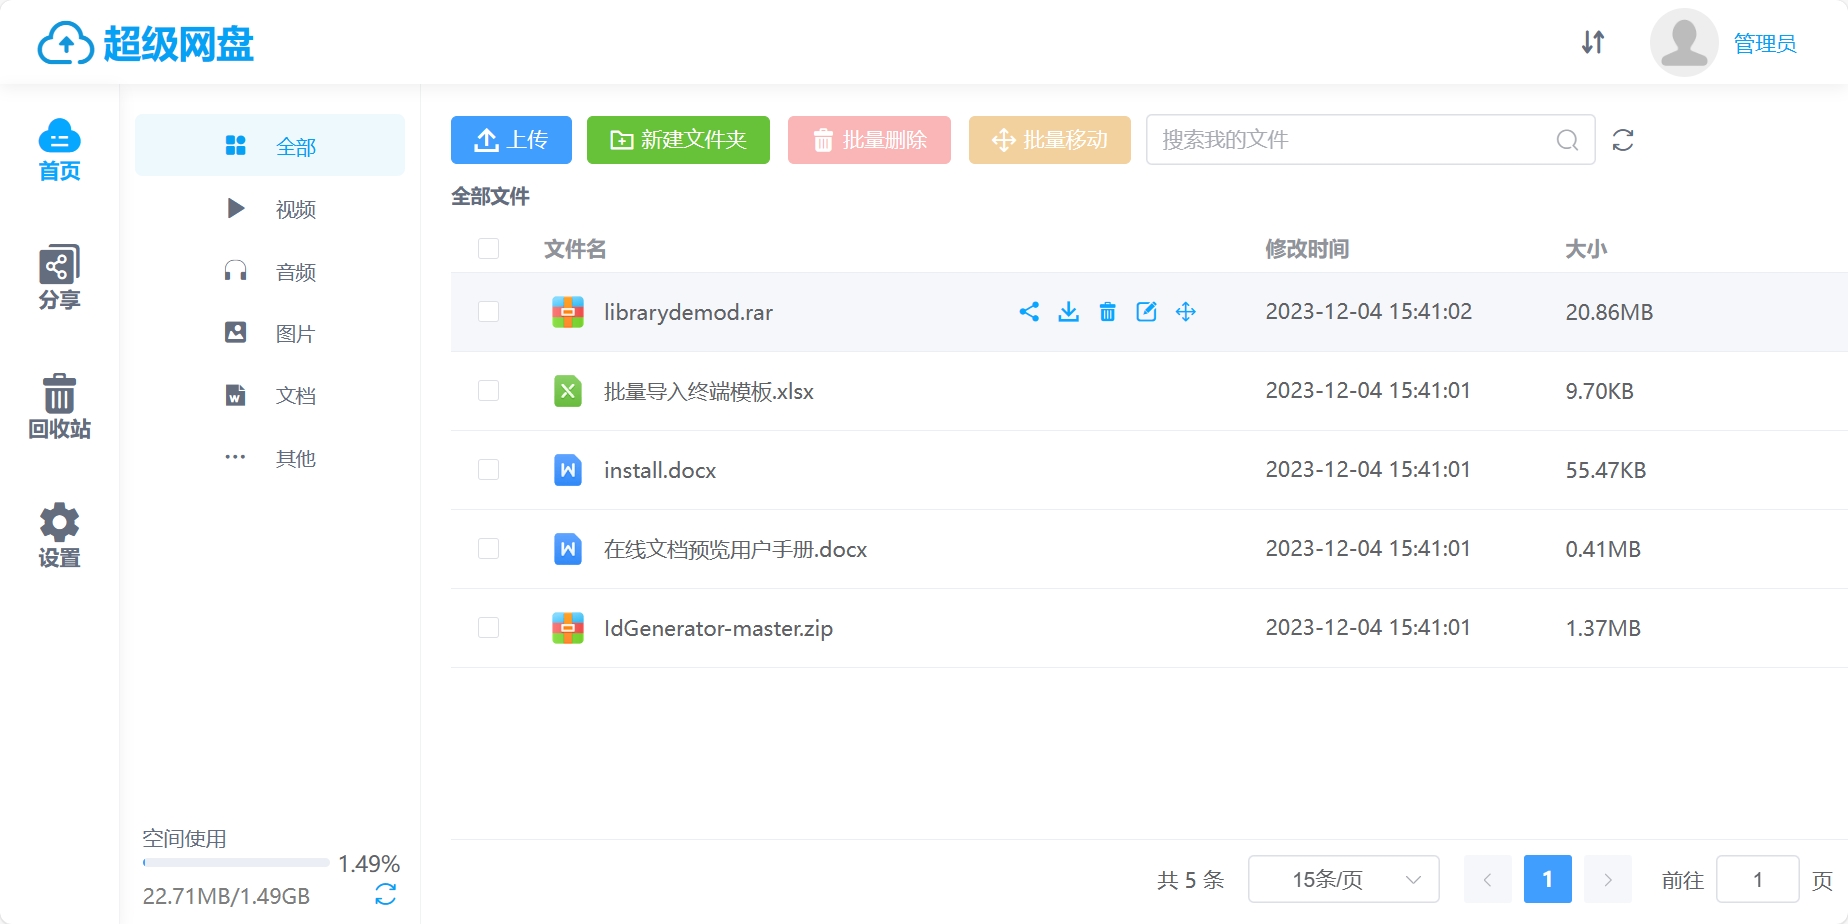 超级网盘
管理员
首页
分享
回收站
设置
全部
视频
音频
图片
文档
其他
空间使用
1.49%
22.71MB/1.49GB
上传 新建文件夹 批量删除 批量移动 搜索我的文件
全部文件
文件名 修改时间 大小
librarydemod.rar 2023-12-04 15:41:02 20.86MB
批量导入终端模板.xlsx 2023-12-04 15:41:01 9.70KB
install.docx 2023-12-04 15:41:01 55.47KB
在线文档预览用户手册.docx 2023-12-04 15:41:01 0.41MB
IdGenerator-master.zip 2023-12-04 15:41:01 1.37MB
共 5 条 15条/页 1 前往 1 页